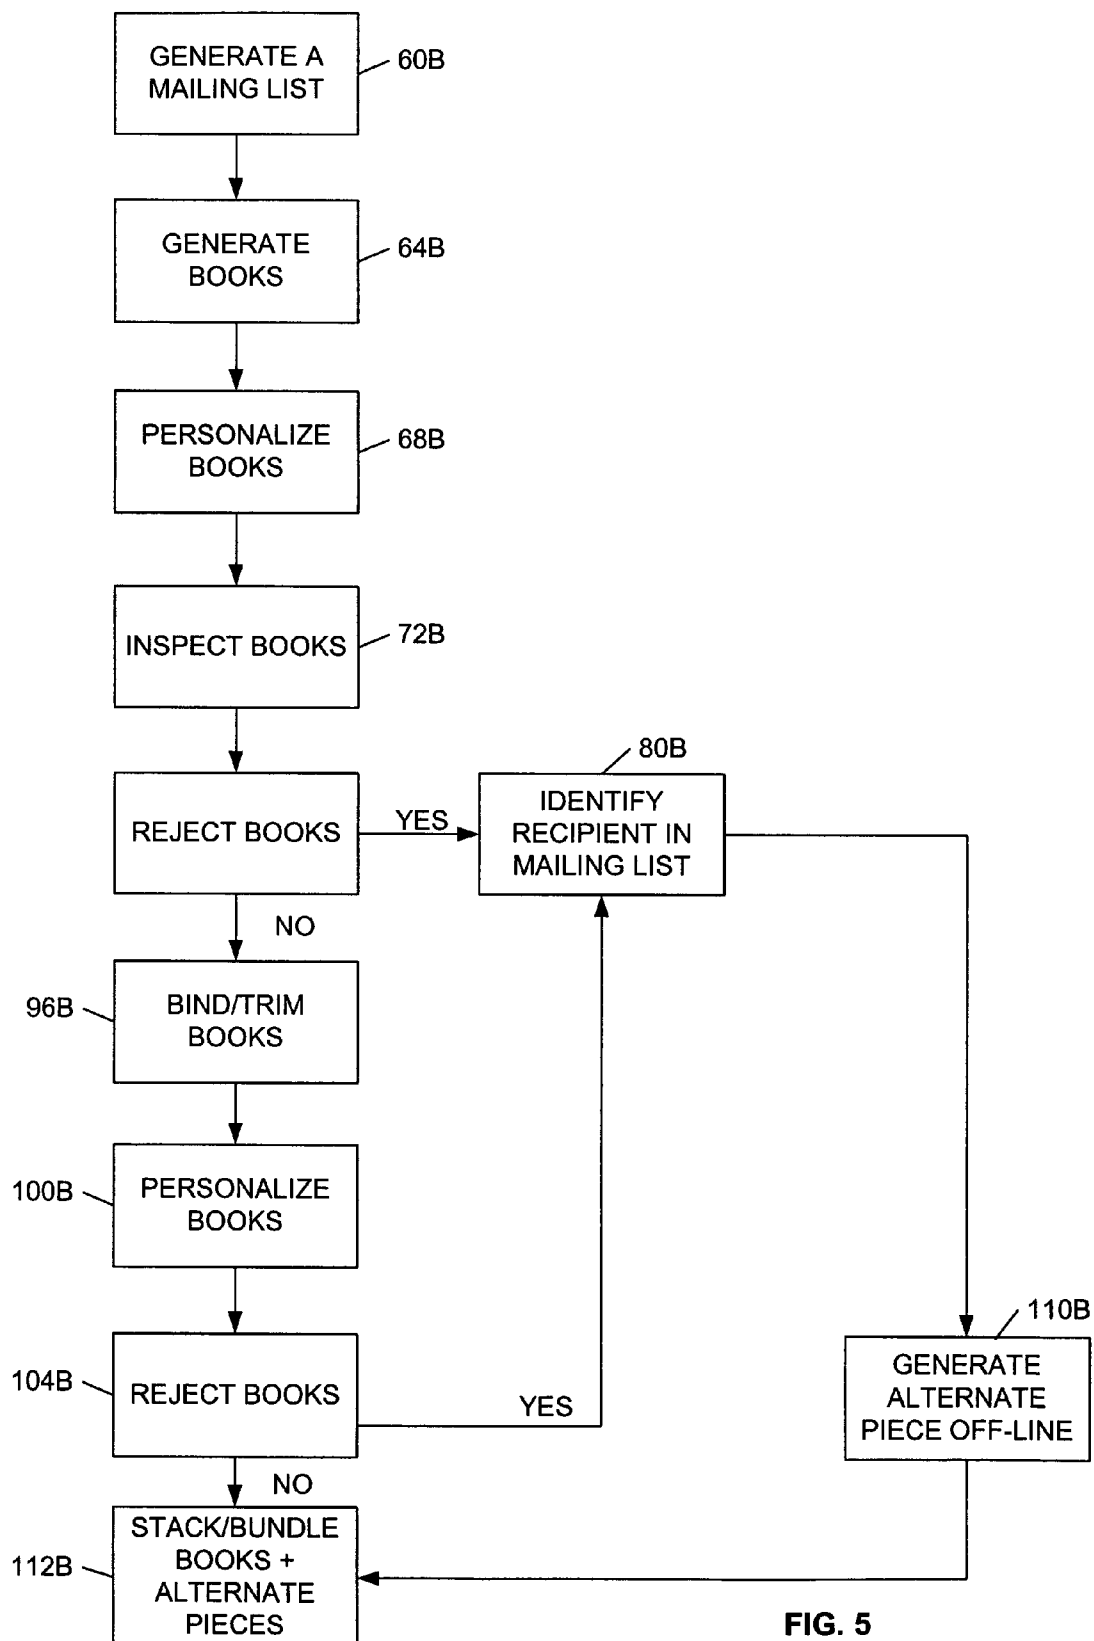 GENERATE A
MAILING LIST
60B
GENERATE
BOOKS
64B
PERSONALIZE
BOOKS
68B
INSPECT BOOKS
72B
REJECT BOOKS
YES
80B
IDENTIFY
RECIPIENT IN
MAILING LIST
NO
96B
BIND/TRIM
BOOKS
100B
PERSONALIZE
BOOKS
104B
REJECT BOOKS
YES
110B
GENERATE
ALTERNATE
PIECE OFF-LINE
NO
112B
STACK/BUNDLE
BOOKS +
ALTERNATE
PIECES
FIG. 5